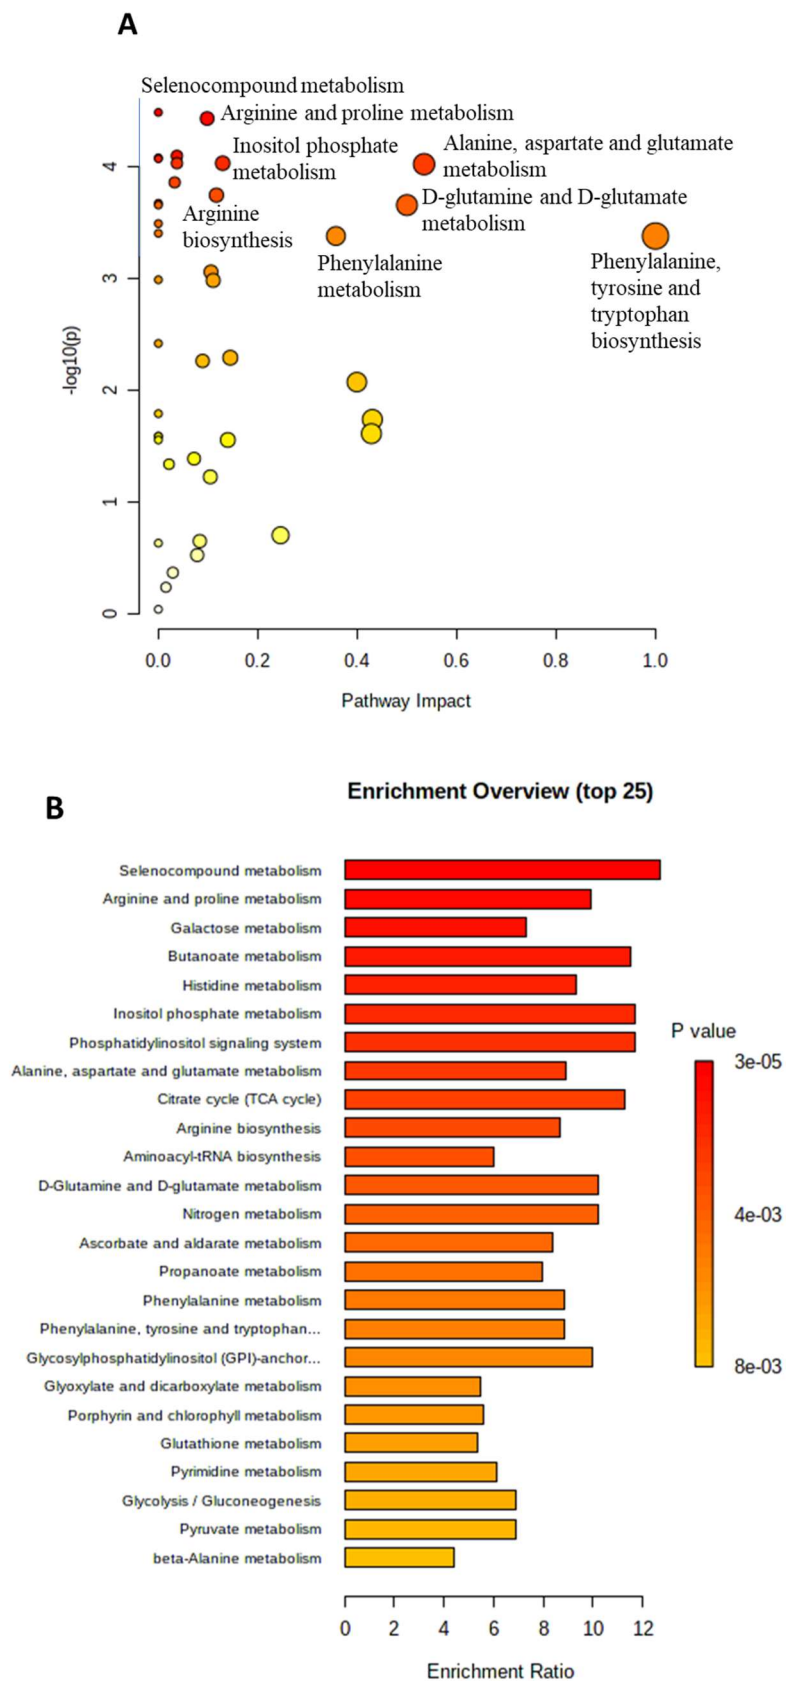 A
Selenocompound metabolism
Arginine and proline metabolism
Inositol phosphate
metabolism
Alanine, aspartate and glutamate
metabolism
D-glutamine and D-glutamate
metabolism
Arginine
biosynthesis
Phenylalanine
metabolism
Phenylalanine,
tyrosine and
tryptophan
biosynthesis
-log10(p)
4
3
2
1
0
0.0 0.2 0.4 0.6 0.8 1.0
Pathway Impact
B
Enrichment Overview (top 25)
Selenocompound metabolism
Arginine and proline metabolism
Galactose metabolism
Butanoate metabolism
Histidine metabolism
Inositol phosphate metabolism
Phosphatidylinositol signaling system
Alanine, aspartate and glutamate metabolism
Citrate cycle (TCA cycle)
Arginine biosynthesis
Aminoacyl-tRNA biosynthesis
D-Glutamine and D-glutamate metabolism
Nitrogen metabolism
Ascorbate and aldarate metabolism
Propanoate metabolism
Phenylalanine metabolism
Phenylalanine, tyrosine and tryptophan...
Glycosylphosphatidylinositol (GPI)-anchor...
Glyoxylate and dicarboxylate metabolism
Porphyrin and chlorophyll metabolism
Glutathione metabolism
Pyrimidine metabolism
Glycolysis / Gluconeogenesis
Pyruvate metabolism
beta-Alanine metabolism
P value
3e-05
4e-03
8e-03
0 2 4 6 8 10 12
Enrichment Ratio